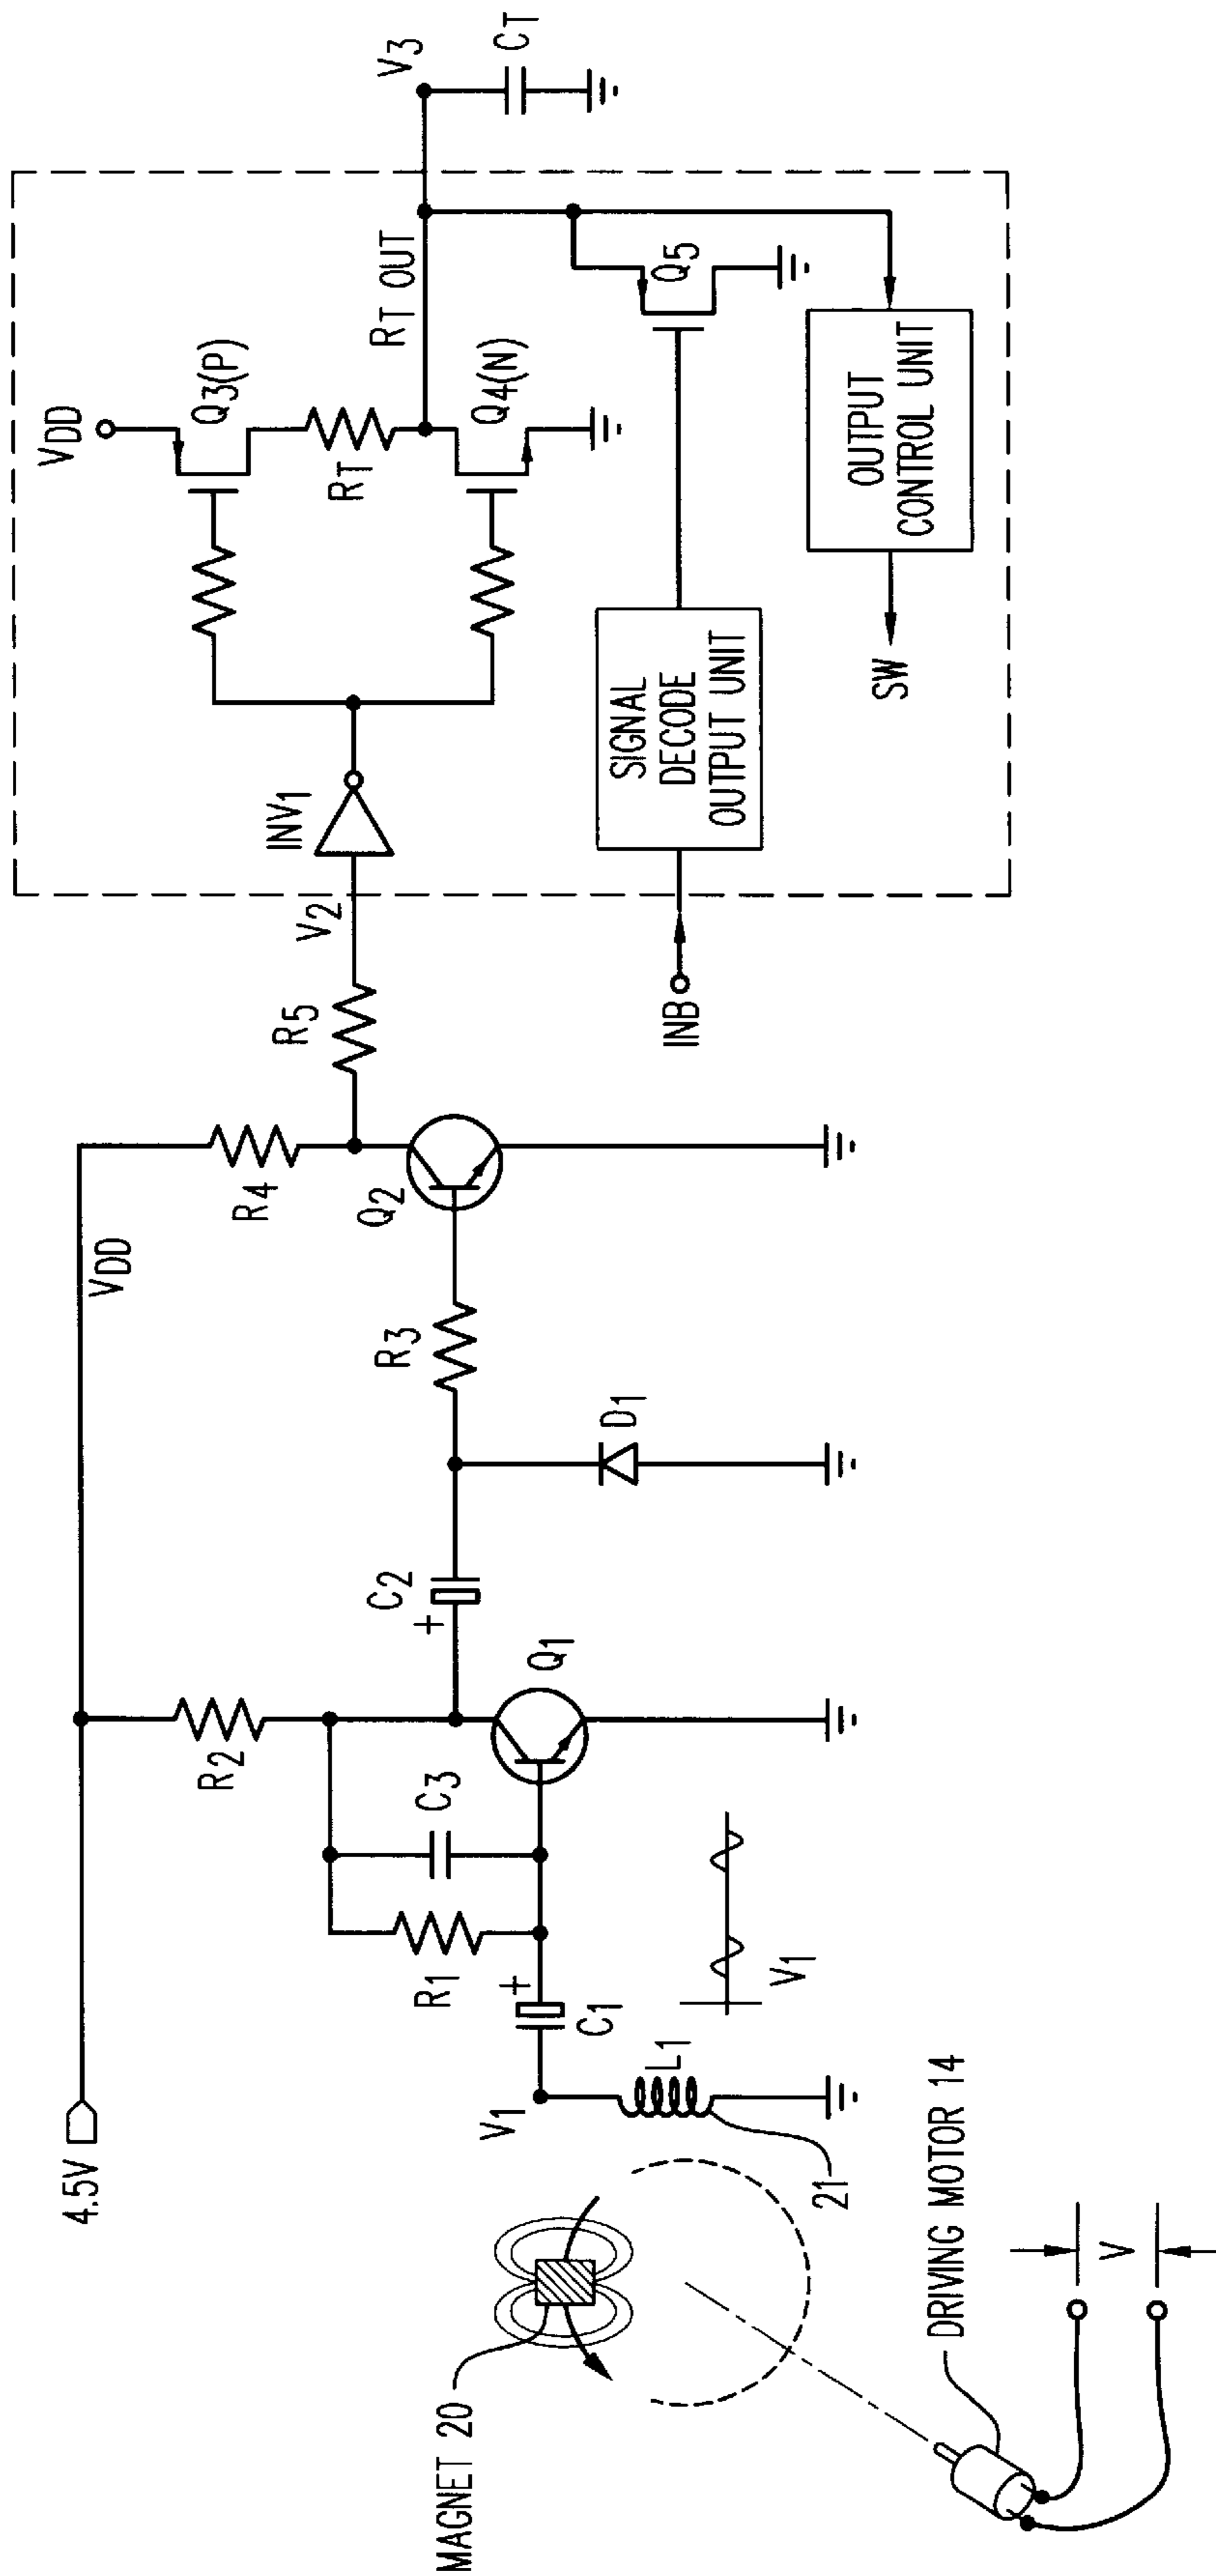 4.5V
VDD
R2
R1
C3
C1
+
V1
L1
21
V1
Q1
C2
+
D1
R3
R4
Q2
R5
V2
INV1
VDD
Q3(P)
RT
RT OUT
Q4(N)
V3
CT
Q5
INB
SIGNAL
DECODE
OUTPUT UNIT
OUTPUT
CONTROL UNIT
SW
MAGNET 20
DRIVING MOTOR 14
V